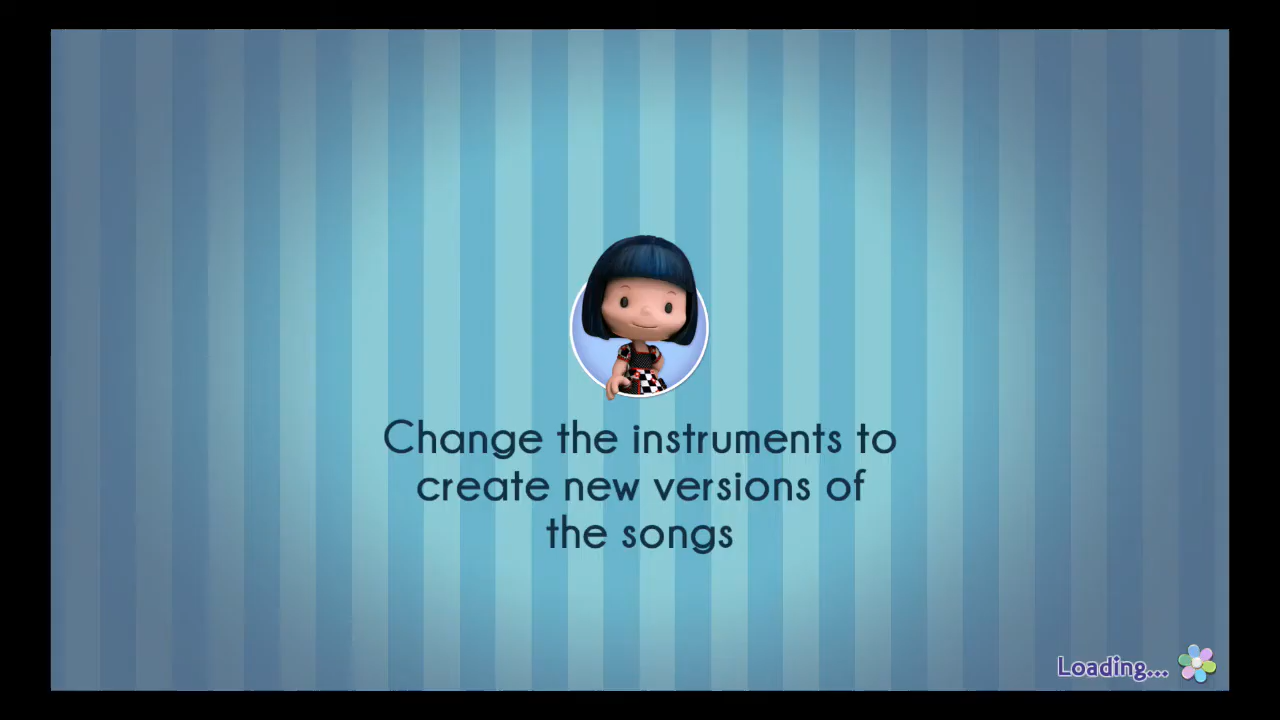 Change the instruments to
create new versions of
the songs
Loading...